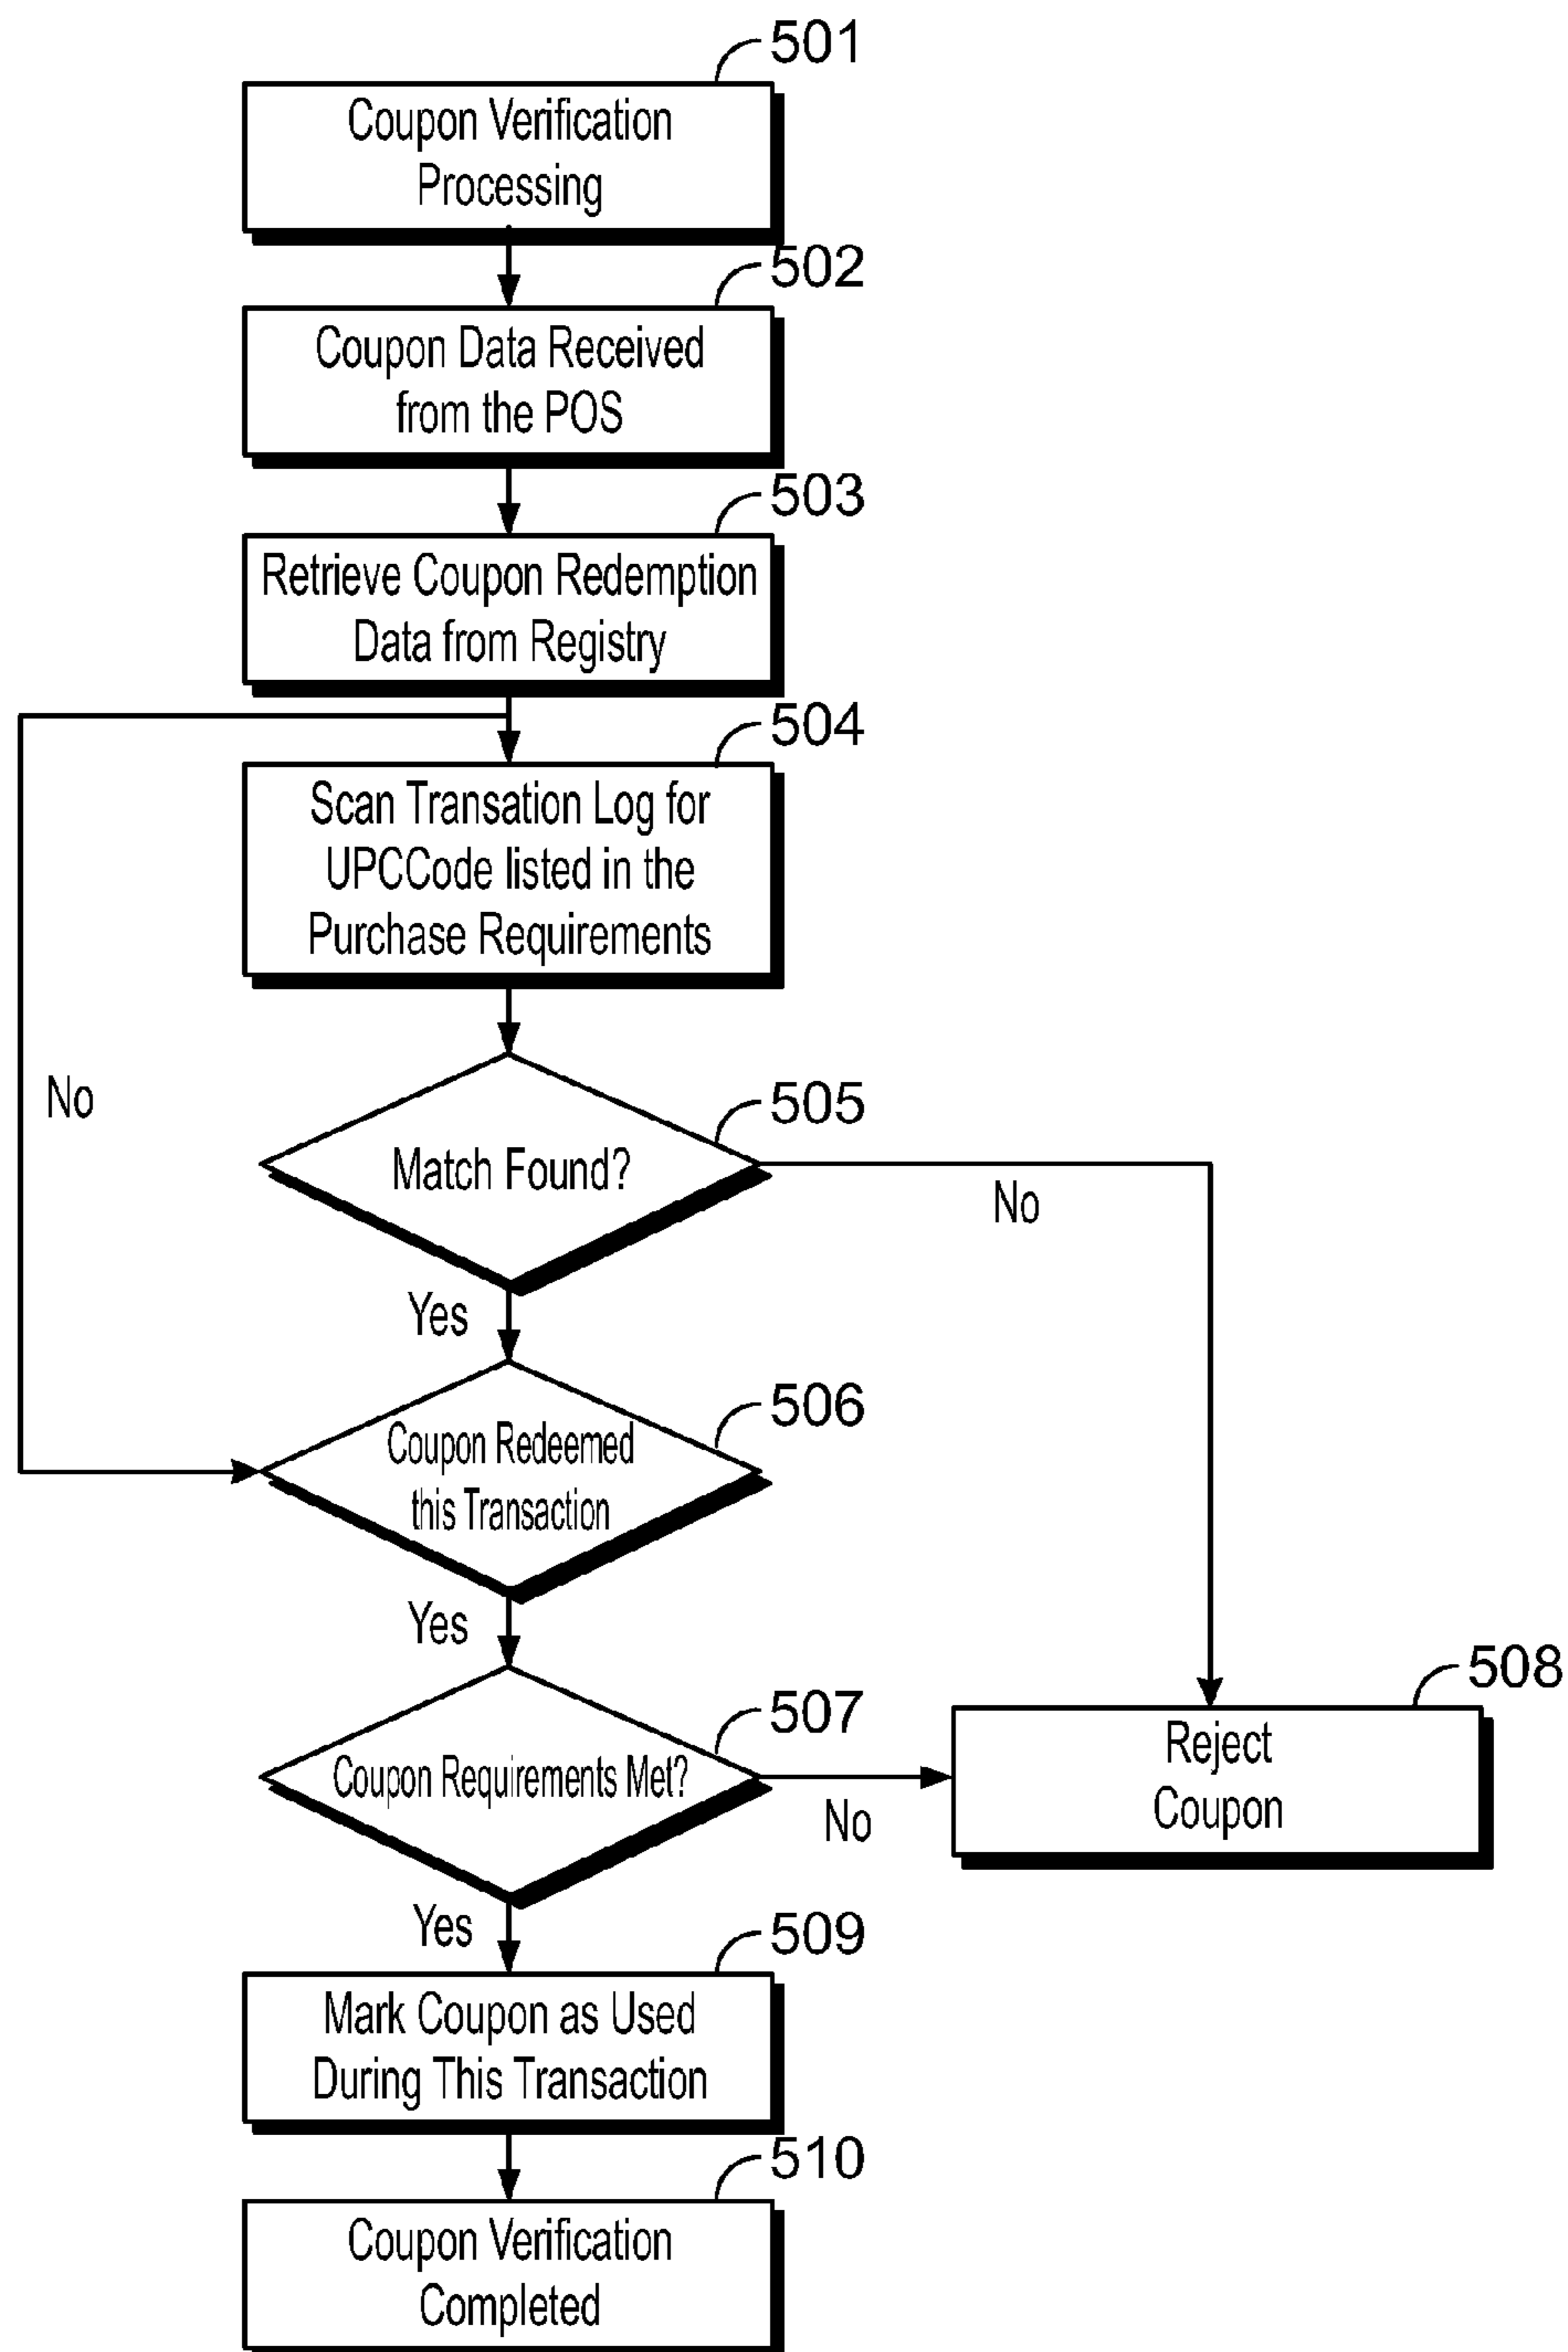 501
Coupon Verification
Processing
502
Coupon Data Received
from the POS
503
Retrieve Coupon Redemption
Data from Registry
504
Scan Transation Log for
UPCCode listed in the
Purchase Requirements
No
505
Match Found?
No
Yes
506
Coupon Redeemed
this Transaction
Yes
507
Coupon Requirements Met?
No
508
Reject
Coupon
Yes
509
Mark Coupon as Used
During This Transaction
510
Coupon Verification
Completed